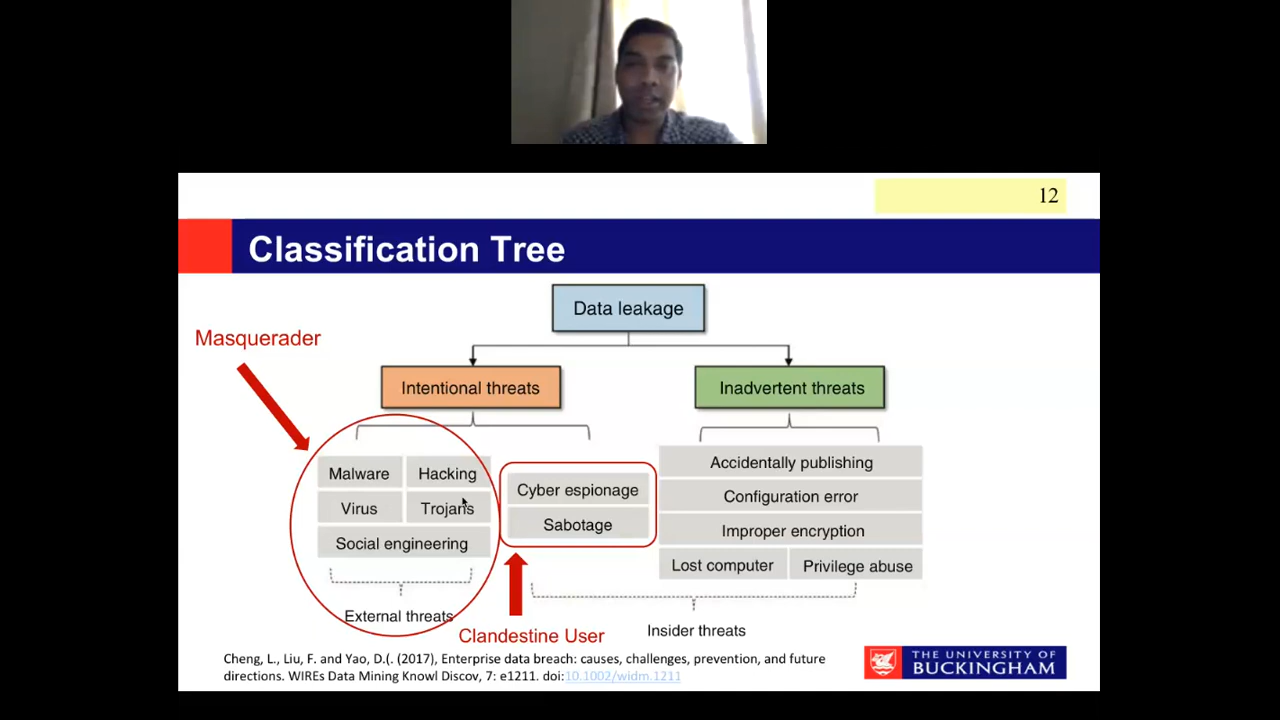 12
Classification Tree
Data leakage
Masquerader
Intentional threats
Inadvertent threats
Malware
Hacking
Virus
Trojans
Social engineering
External threats
Cyber espionage
Sabotage
Clandestine User
Accidentally publishing
Configuration error
Improper encryption
Lost computer
Privilege abuse
Insider threats
Cheng, L., Liu, F. and Yao, D.(. (2017), Enterprise data breach: causes, challenges, prevention, and future
directions. WIREs Data Mining Knowl Discov, 7: e1211. doi:10.1002/widm.1211
THE UNIVERSITY OF
BUCKINGHAM